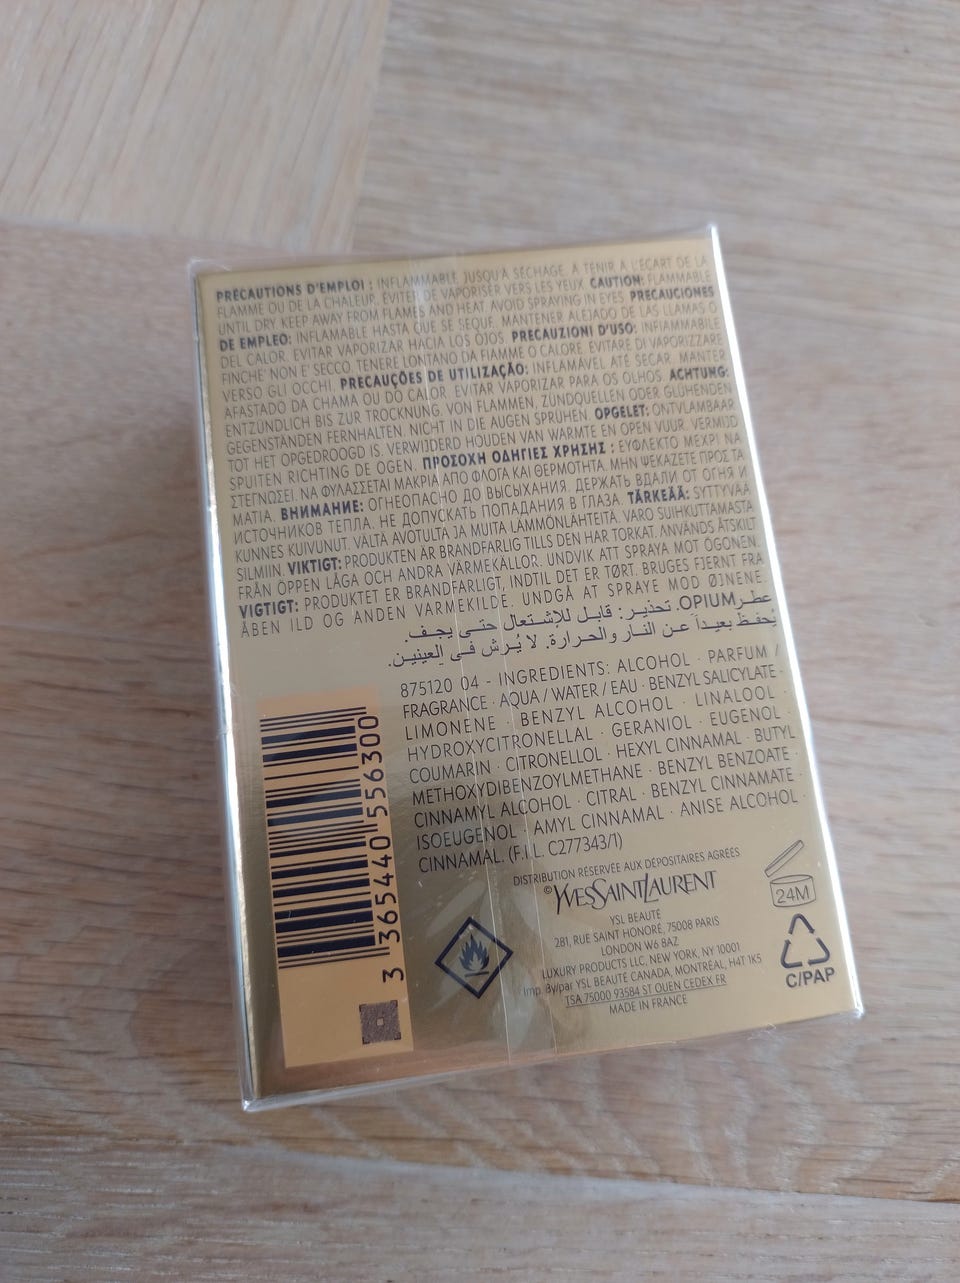 PRÉCAUTIONS D'EMPLOI : INFLAMMABLE JUSQU'À SÉCHAGE. À TENIR À L'ÉCART DE LA
FLAMME OU DE LA CHALEUR. ÉVITER DE VAPORISER VERS LES YEUX. CAUTION: FLAMMABLE
UNTIL DRY. KEEP AWAY FROM FLAMES AND HEAT. AVOID SPRAYING IN EYES. PRECAUCIONES
DE EMPLEO: INFLAMABLE HASTA QUE SE SEQUE. MANTENER ALEJADO DE LAS LLAMAS O
DEL CALOR. EVITAR VAPORIZAR HACIA LOS OJOS. PRECAUZIONI D'USO: INFIAMMABILE
FINCHE' NON E' SECCO. TENERE LONTANO DA FIAMME O CALORE. EVITARE DI VAPORIZZARE
VERSO GLI OCCHI. PRECAUÇÕES DE UTILIZAÇÃO: INFLAMÁVEL ATÉ SECAR. MANTER
AFASTADO DA CHAMA OU DO CALOR. EVITAR VAPORIZAR PARA OS OLHOS. ACHTUNG:
ENTZÜNDLICH BIS ZUR TROCKNUNG. VON FLAMMEN, ZÜNDQUELLEN ODER GLÜHENDEN
GEGENSTÄNDEN FERNHALTEN. NICHT IN DIE AUGEN SPRÜHEN. OPGELET: ONTVLAMBAAR
TOT HET OPGEDROOGD IS. VERWIJDERD HOUDEN VAN WARMTE EN OPEN VUUR. VERMIJD
SPUITEN RICHTING DE OGEN. ΠΡΟΣΟΧΗ ΟΔΗΓΙΕΣ ΧΡΗΣΗΣ : ΕΥΦΛΕΚΤΟ ΜΕΧΡΙ ΝΑ
ΣΤΕΓΝΩΣΕΙ. ΝΑ ΦΥΛΑΣΣΕΤΑΙ ΜΑΚΡΙΑ ΑΠΟ ΦΛΟΓΑ ΚΑΙ ΘΕΡΜΟΤΗΤΑ. ΜΗΝ ΨΕΚΑΖΕΤΕ ΠΡΟΣ ΤΑ
ΜΑΤΙΑ. ВНИМАНИЕ: ОГНЕОПАСНО ДО ВЫСЫХАНИЯ. ДЕРЖАТЬ ВДАЛИ ОТ ОГНЯ И
ИСТОЧНИКОВ ТЕПЛА. НЕ ДОПУСКАТЬ ПОПАДАНИЯ В ГЛАЗА. TÄRKEÄÄ: SYTTYVÄÄ
KUNNES KUIVUNUT. VÄLTÄ AVOTULTA JA MUITA LÄMMÖNLÄHTEITÄ. VARO SUIHKUTTAMASTA
SILMIIN. VIKTIGT: PRODUKTEN ÄR BRANDFARLIG TILLS DEN HAR TORKAT. ANVÄNDS ÅTSKILT
FRÅN ÖPPEN LÅGA OCH ANDRA VÄRMEKÄLLOR. UNDVIK ATT SPRAYA MOT ÖGONEN.
VIGTIGT: PRODUKTET ER BRANDFARLIGT, INDTIL DET ER TØRT. BRUGES FJERNT FRA
ÅBEN ILD OG ANDEN VARMEKILDE. UNDGÅ AT SPRAYE MOD ØJNENE.
عطر OPIUM. تحذير: قابل للإشتعال حتى يجف.
يُحفظ بعيداً عن النار والحرارة. لا يُرش في العينين.
875120 04 - INGREDIENTS: ALCOHOL · PARFUM /
FRAGRANCE · AQUA / WATER / EAU · BENZYL SALICYLATE ·
LIMONENE · BENZYL ALCOHOL · LINALOOL ·
HYDROXYCITRONELLAL · GERANIOL · EUGENOL ·
COUMARIN · CITRONELLOL · HEXYL CINNAMAL · BUTYL
METHOXYDIBENZOYLMETHANE · BENZYL BENZOATE ·
CINNAMYL ALCOHOL · CITRAL · BENZYL CINNAMATE ·
ISOEUGENOL · AMYL CINNAMAL · ANISE ALCOHOL ·
CINNAMAL. (F.I.L. C277343/1)
DISTRIBUTION RÉSERVÉE AUX DÉPOSITAIRES AGRÉÉS
© YVESSAINTLAURENT
YSL BEAUTÉ
281, RUE SAINT HONORÉ, 75008 PARIS
LONDON W6 8AZ
LUXURY PRODUCTS LLC, NEW YORK, NY 10001
Imp. By/par YSL BEAUTÉ CANADA, MONTRÉAL, H4T 1K5
TSA 75000 93584 ST OUEN CEDEX FR
MADE IN FRANCE
24M
C/PAP
3 365440 556300